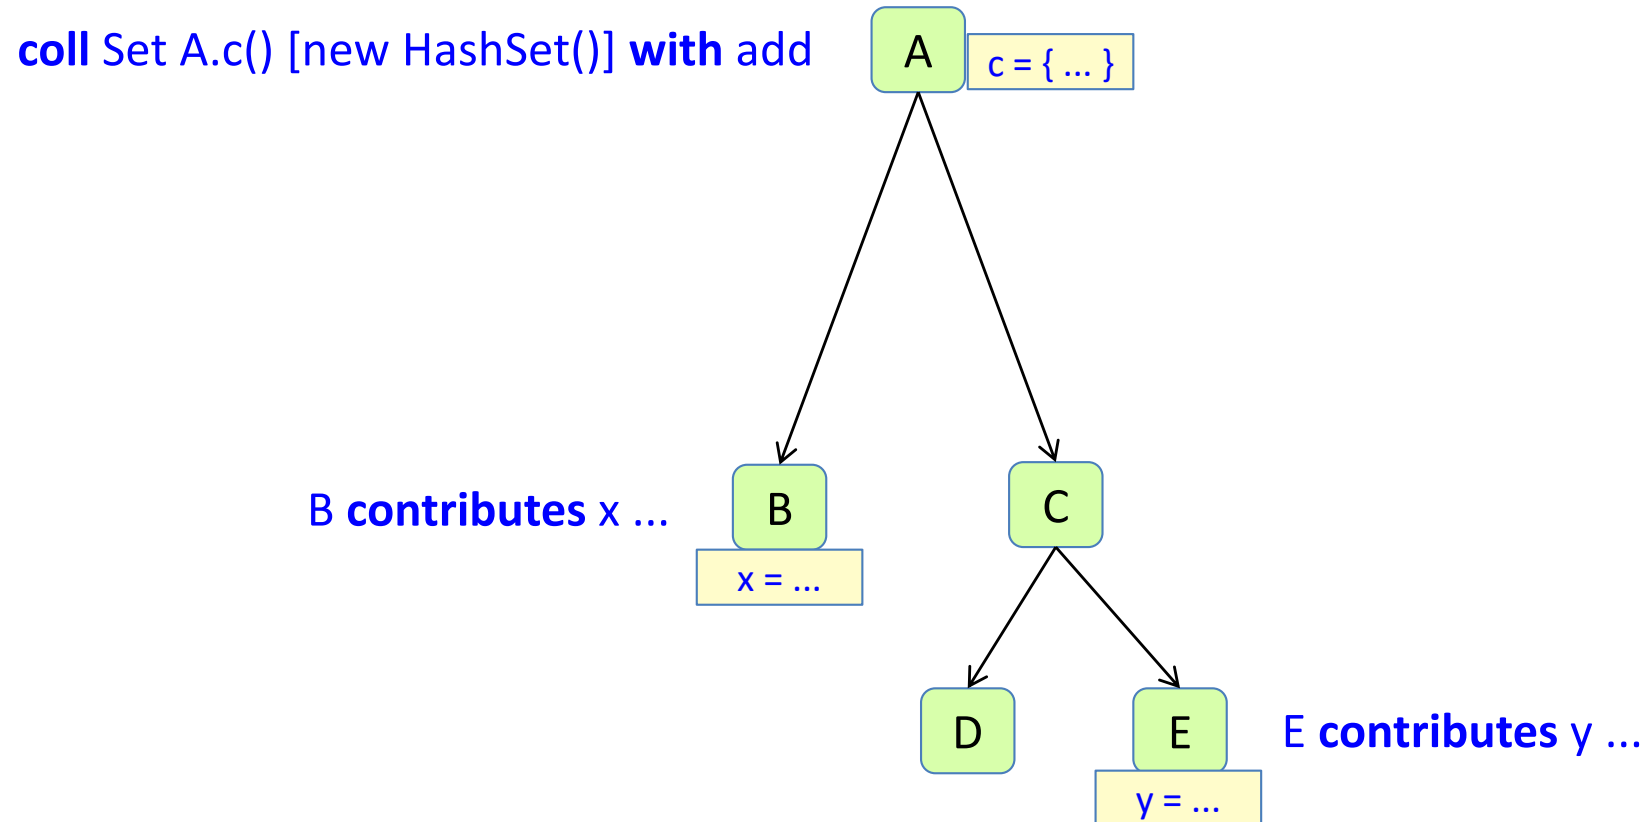 coll Set A.c() [new HashSet()] with add
A
c = { ... }
B contributes x ...
B
x = ...
C
D
E
E contributes y ...
y = ...